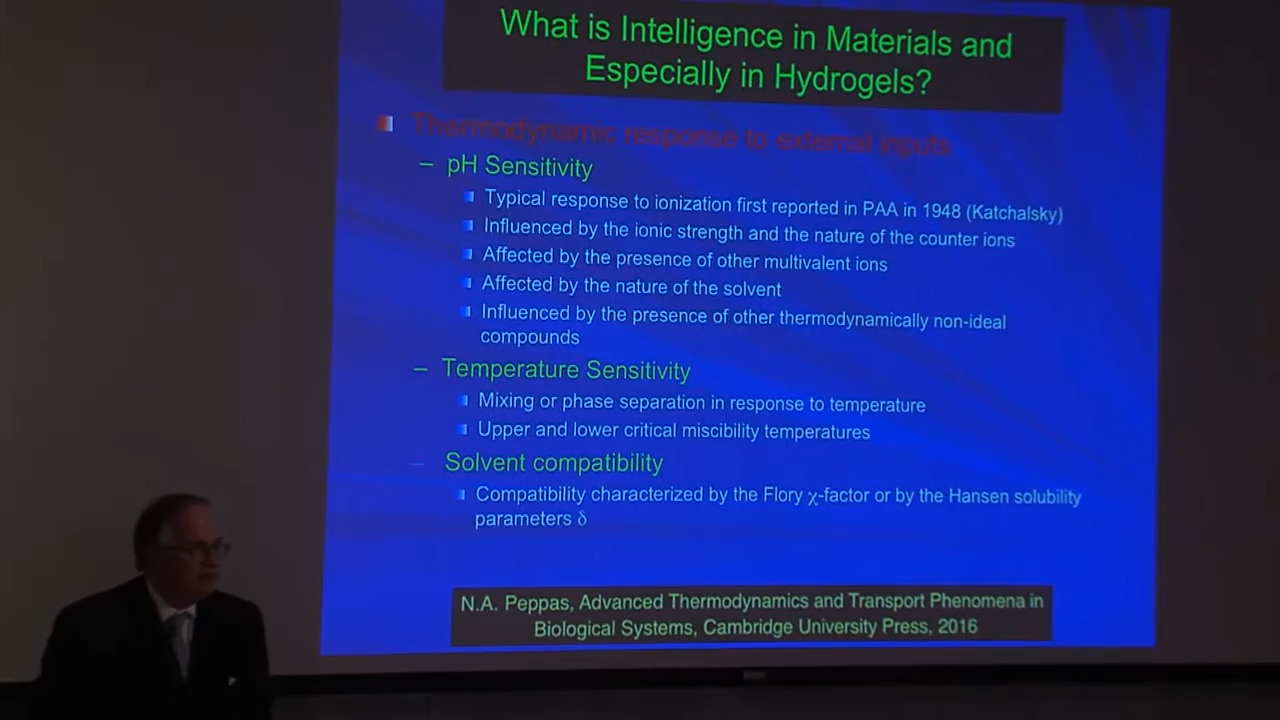 What is Intelligence in Materials and
Especially in Hydrogels?
Thermodynamic response to external inputs
– pH Sensitivity
Typical response to ionization first reported in PAA in 1948 (Katchalsky)
Influenced by the ionic strength and the nature of the counter ions
Affected by the presence of other multivalent ions
Affected by the nature of the solvent
Influenced by the presence of other thermodynamically non-ideal
compounds
– Temperature Sensitivity
Mixing or phase separation in response to temperature
Upper and lower critical miscibility temperatures
– Solvent compatibility
Compatibility characterized by the Flory χ-factor or by the Hansen solubility
parameters δ
N.A. Peppas, Advanced Thermodynamics and Transport Phenomena in
Biological Systems, Cambridge University Press, 2016